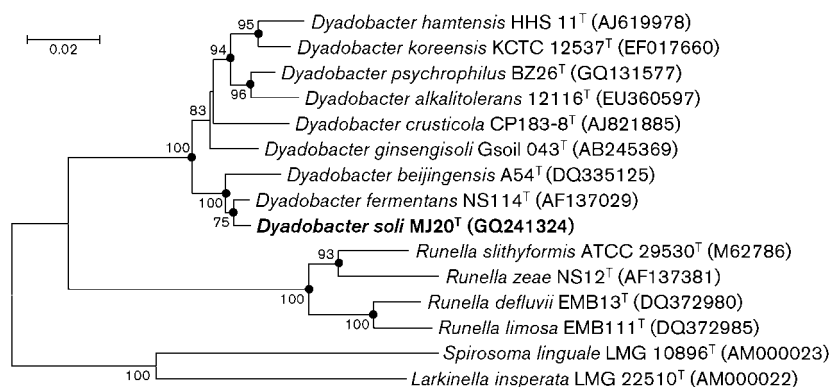 95
Dyadobacter hamtensis HHS 11ᵀ (AJ619978)
0.02
94
Dyadobacter koreensis KCTC 12537ᵀ (EF017660)
Dyadobacter psychrophilus BZ26ᵀ (GQ131577)
96
Dyadobacter alkalitolerans 12116ᵀ (EU360597)
83
Dyadobacter crusticola CP183-8ᵀ (AJ821885)
100
Dyadobacter ginsengisoli Gsoil 043ᵀ (AB245369)
Dyadobacter beijingensis A54ᵀ (DQ335125)
100
Dyadobacter fermentans NS114ᵀ (AF137029)
75
Dyadobacter soli MJ20ᵀ (GQ241324)
93
Runella slithyformis ATCC 29530ᵀ (M62786)
Runella zeae NS12ᵀ (AF137381)
100
Runella defluvii EMB13ᵀ (DQ372980)
100
Runella limosa EMB111ᵀ (DQ372985)
Spirosoma linguale LMG 10896ᵀ (AM000023)
100
Larkinella insperata LMG 22510ᵀ (AM000022)